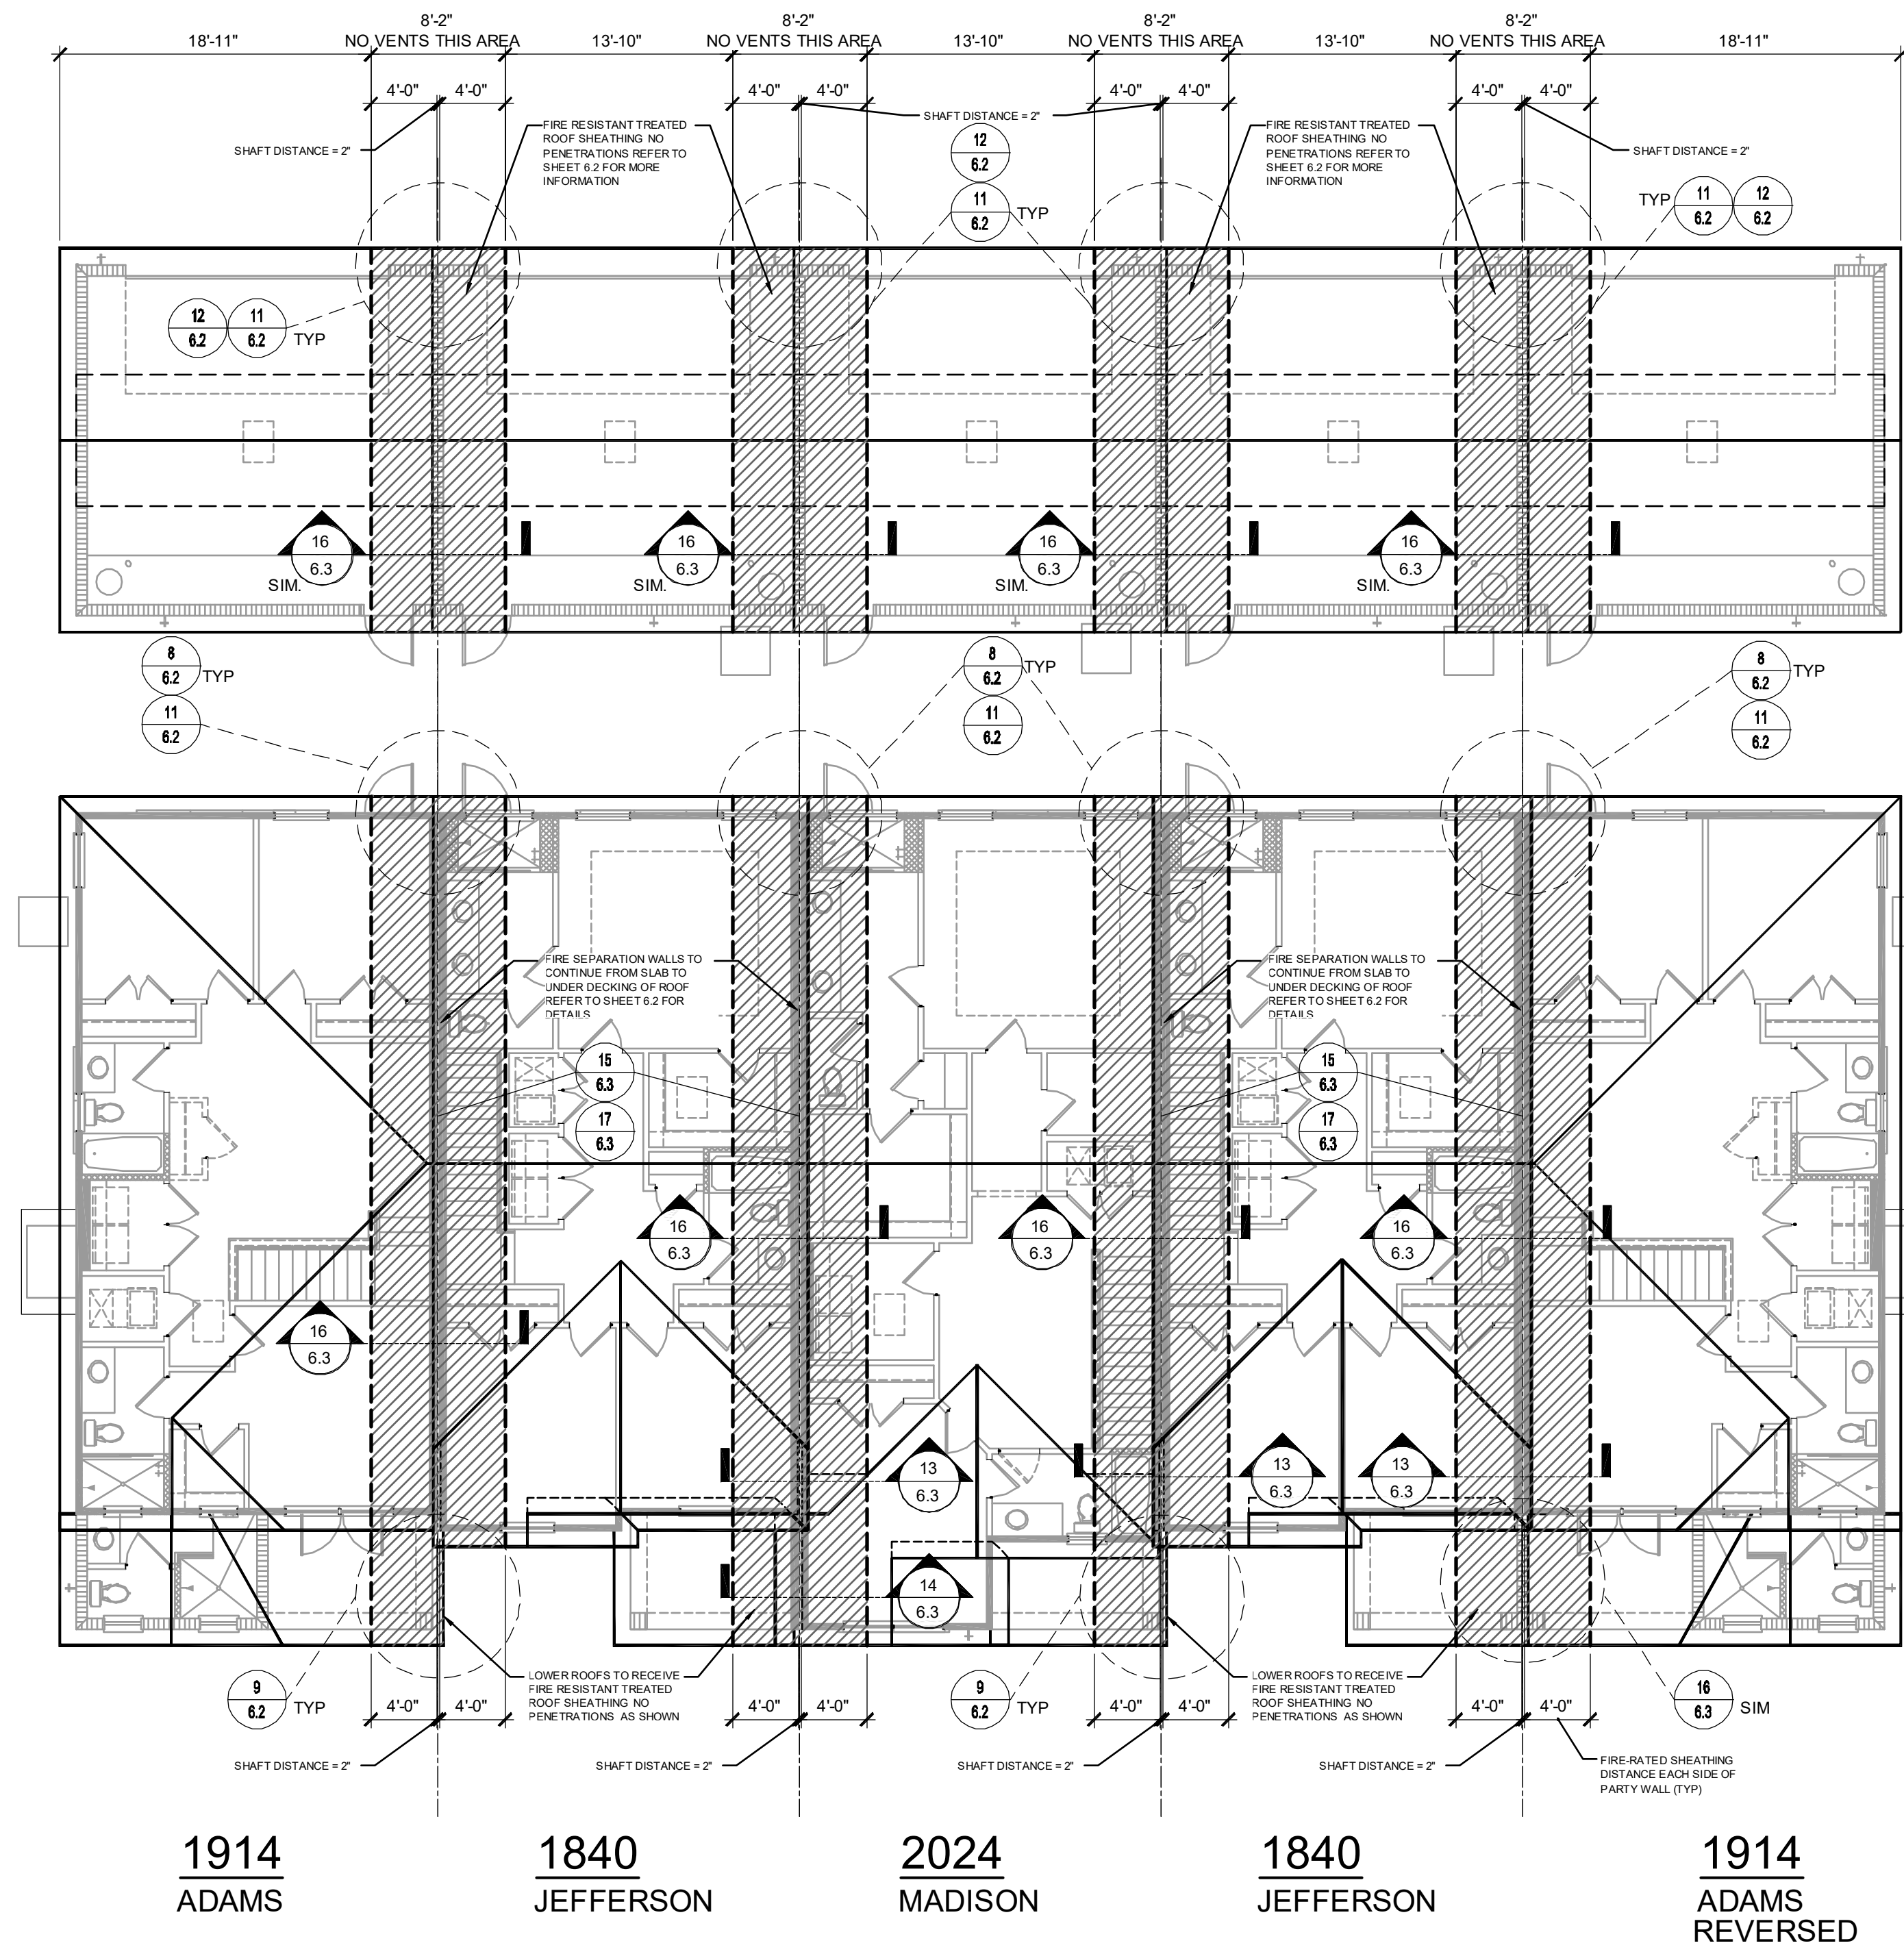 8'-2" 8'-2" 8'-2" 8'-2"
18'-11" NO VENTS THIS AREA 13'-10" NO VENTS THIS AREA 13'-10" NO VENTS THIS AREA 13'-10" NO VENTS THIS AREA 18'-11"
4'-0" 4'-0" 4'-0" 4'-0" 4'-0" 4'-0" 4'-0" 4'-0"
SHAFT DISTANCE = 2"
FIRE RESISTANT TREATED
ROOF SHEATHING NO
PENETRATIONS REFER TO
SHEET 6.2 FOR MORE
INFORMATION
SHAFT DISTANCE = 2"
12
6.2
11
6.2
TYP
FIRE RESISTANT TREATED
ROOF SHEATHING NO
PENETRATIONS REFER TO
SHEET 6.2 FOR MORE
INFORMATION
SHAFT DISTANCE = 2"
TYP 11 12
6.2 6.2
12 11
6.2 6.2
TYP
16 16 16 16
6.3 6.3 6.3 6.3
SIM. SIM. SIM. SIM.
8
6.2
TYP
11
6.2
8
6.2
TYP
11
6.2
8
6.2
TYP
11
6.2
FIRE SEPARATION WALLS TO
CONTINUE FROM SLAB TO
UNDER DECKING OF ROOF
REFER TO SHEET 6.2 FOR
DETAILS
FIRE SEPARATION WALLS TO
CONTINUE FROM SLAB TO
UNDER DECKING OF ROOF
REFER TO SHEET 6.2 FOR
DETAILS
15
6.3
17
6.3
15
6.3
17
6.3
16 16 16
6.3 6.3 6.3
16
6.3
13 13 13
6.3 6.3 6.3
14
6.3
9
6.2
TYP
LOWER ROOFS TO RECEIVE
FIRE RESISTANT TREATED
ROOF SHEATHING NO
PENETRATIONS AS SHOWN
9
6.2
TYP
LOWER ROOFS TO RECEIVE
FIRE RESISTANT TREATED
ROOF SHEATHING NO
PENETRATIONS AS SHOWN
16
6.3
SIM
4'-0" 4'-0" 4'-0" 4'-0" 4'-0" 4'-0" 4'-0" 4'-0"
SHAFT DISTANCE = 2" SHAFT DISTANCE = 2" SHAFT DISTANCE = 2" SHAFT DISTANCE = 2"
FIRE-RATED SHEATHING
DISTANCE EACH SIDE OF
PARTY WALL (TYP)
1914
ADAMS
1840
JEFFERSON
2024
MADISON
1840
JEFFERSON
1914
ADAMS
REVERSED